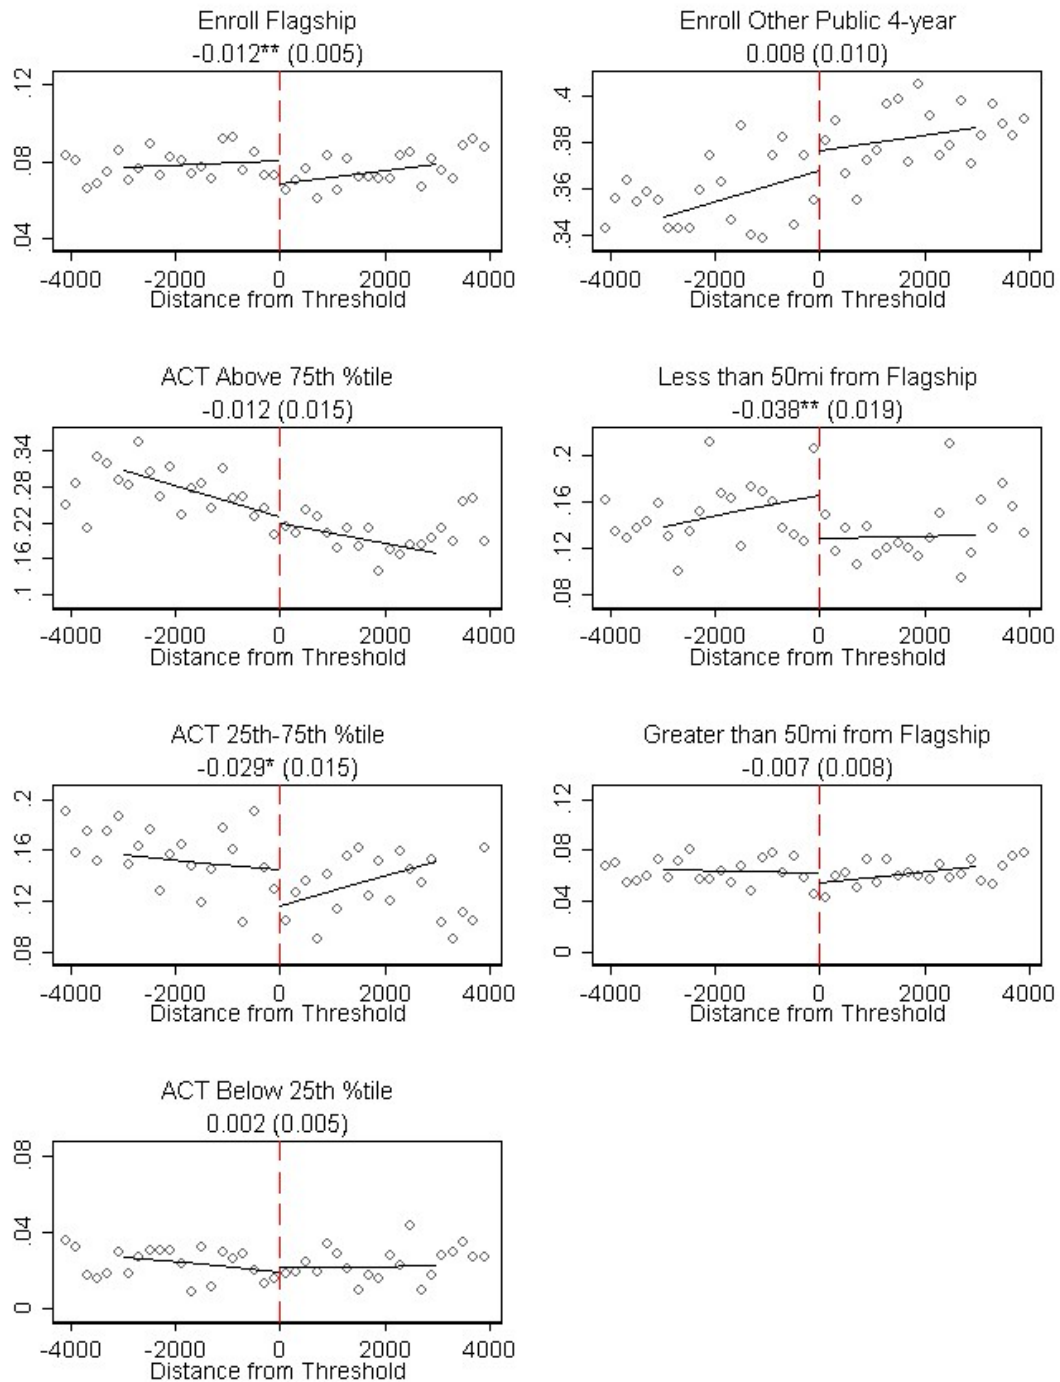 Enroll Flagship
-0.012** (0.005)
.12
.08
.04
-4000 -2000 0 2000 4000
Distance from Threshold
Enroll Other Public 4-year
0.008 (0.010)
.4
.38
.36
.34
-4000 -2000 0 2000 4000
Distance from Threshold
ACT Above 75th %tile
-0.012 (0.015)
.34
.28
.22
.16
.1
-4000 -2000 0 2000 4000
Distance from Threshold
Less than 50mi from Flagship
-0.038** (0.019)
.2
.16
.12
.08
-4000 -2000 0 2000 4000
Distance from Threshold
ACT 25th-75th %tile
-0.029* (0.015)
.2
.16
.12
.08
-4000 -2000 0 2000 4000
Distance from Threshold
Greater than 50mi from Flagship
-0.007 (0.008)
.12
.08
.04
0
-4000 -2000 0 2000 4000
Distance from Threshold
ACT Below 25th %tile
0.002 (0.005)
.08
.04
0
-4000 -2000 0 2000 4000
Distance from Threshold